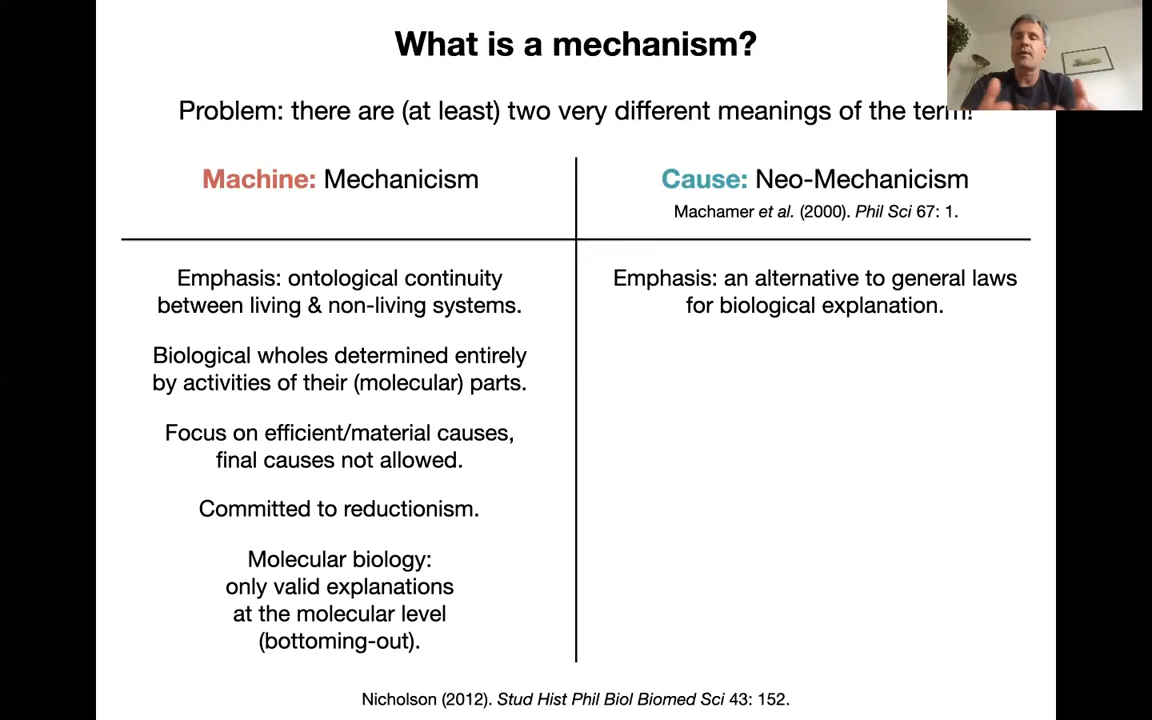 What is a mechanism?
Problem: there are (at least) two very different meanings of the term!
Machine: Mechanicism
Cause: Neo-Mechanicism
Machamer et al. (2000). Phil Sci 67: 1.
Emphasis: ontological continuity
between living & non-living systems.
Biological wholes determined entirely
by activities of their (molecular) parts.
Focus on efficient/material causes,
final causes not allowed.
Committed to reductionism.
Molecular biology:
only valid explanations
at the molecular level
(bottoming-out).
Emphasis: an alternative to general laws
for biological explanation.
Nicholson (2012). Stud Hist Phil Biol Biomed Sci 43: 152.